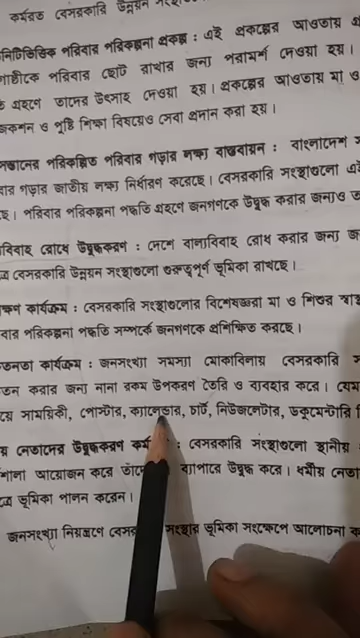 কর্মরত বেসরকারি উন্নয়ন
নিটিভিত্তিক পরিবার পরিকল্পনা প্রকল্প : এই প্রকল্পের আওতায়
গোষ্ঠীকে পরিবার ছোট রাখার জন্য পরামর্শ দেওয়া হয়।
গ্রহণে তাদের উৎসাহ দেওয়া হয়। প্রকল্পের আওতায় মা ও
জকশন ও পুষ্টি শিক্ষা বিষয়েও সেবা প্রদান করা হয়।
সন্তানের পরিকল্পিত পরিবার গড়ার লক্ষ্য বাস্তবায়ন : বাংলাদেশ
বার গড়ার জাতীয় লক্ষ্য নির্ধারণ করেছে। বেসরকারি সংস্থাগুলো
ছে। পরিবার পরিকল্পনা পদ্ধতি গ্রহণে জনগণকে উদ্বুদ্ধ করার জন্যও
বিবাহ রোধে উদ্বুদ্ধকরণ : দেশে বাল্যবিবাহ রোধ করার জন্য
ত্রে বেসরকারি উন্নয়ন সংস্থাগুলো গুরুত্বপূর্ণ ভূমিকা রাখছে।
ক্ষণ কার্যক্রম : বেসরকারি সংস্থাগুলোর বিশেষজ্ঞরা মা ও শিশুর
বার পরিকল্পনা পদ্ধতি সম্পর্কে জনগণকে প্রশিক্ষিত করছে।
তনতা কার্যক্রম : জনসংখ্যা সমস্যা মোকাবিলায় বেসরকারি
তন করার জন্য নানা রকম উপকরণ তৈরি ও ব্যবহার করে। যেম
য়ে সাময়িকী, পোস্টার, ক্যালেন্ডার, চার্ট, নিউজলেটার, ডকুমেন্টারি
য় নেতাদের উদ্বুদ্ধকরণ : বেসরকারি সংস্থাগুলো স্থানীয়
শালা আয়োজন করে ব্যাপারে উদ্বুদ্ধ করে। ধর্মীয় নেতা
ত্রে ভূমিকা পালন করেন।
জনসংখ্যা নিয়ন্ত্রণে সংস্থার ভূমিকা সংক্ষেপে আলোচনা